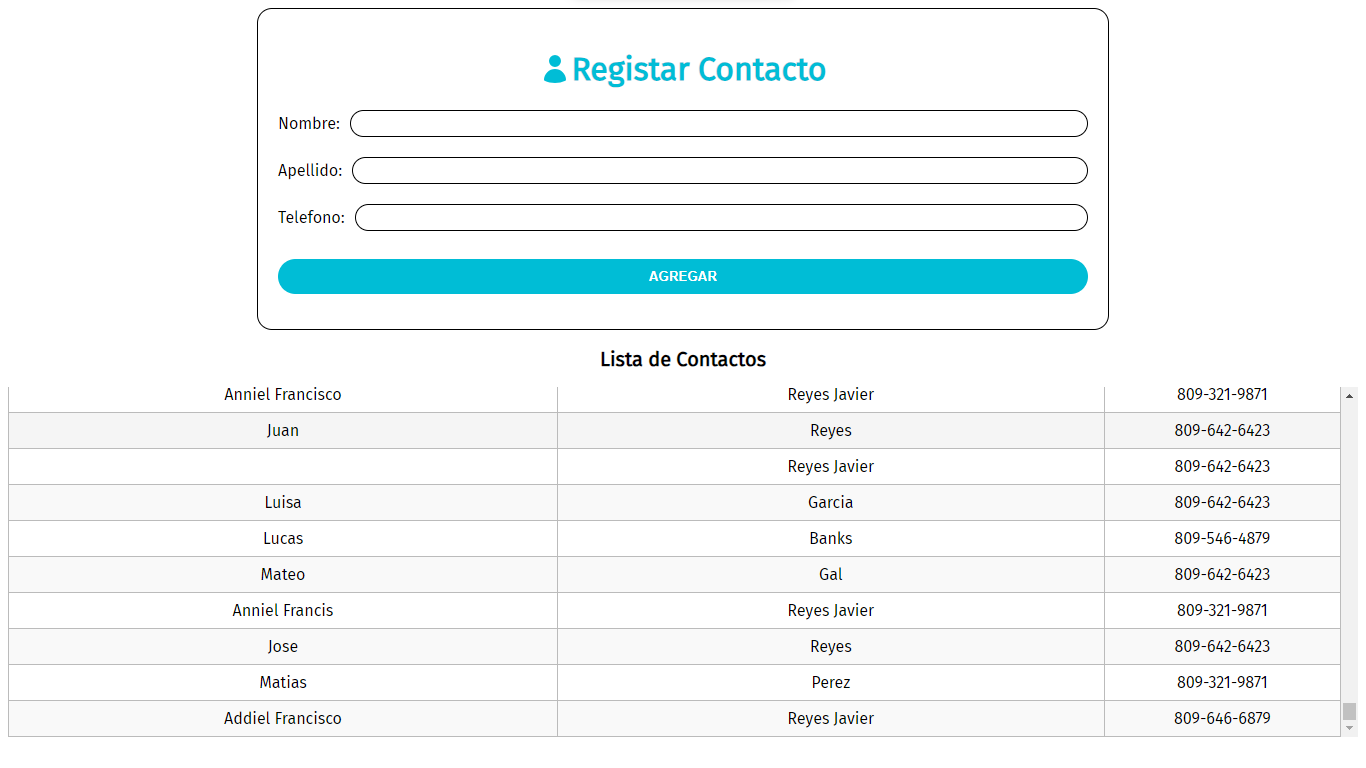 Registar Contacto
Nombre:
Apellido:
Telefono:
AGREGAR
Lista de Contactos
Anniel Francisco Reyes Javier 809-321-9871
Juan Reyes 809-642-6423
Reyes Javier 809-642-6423
Luisa Garcia 809-642-6423
Lucas Banks 809-546-4879
Mateo Gal 809-642-6423
Anniel Francis Reyes Javier 809-321-9871
Jose Reyes 809-642-6423
Matias Perez 809-321-9871
Addiel Francisco Reyes Javier 809-646-6879